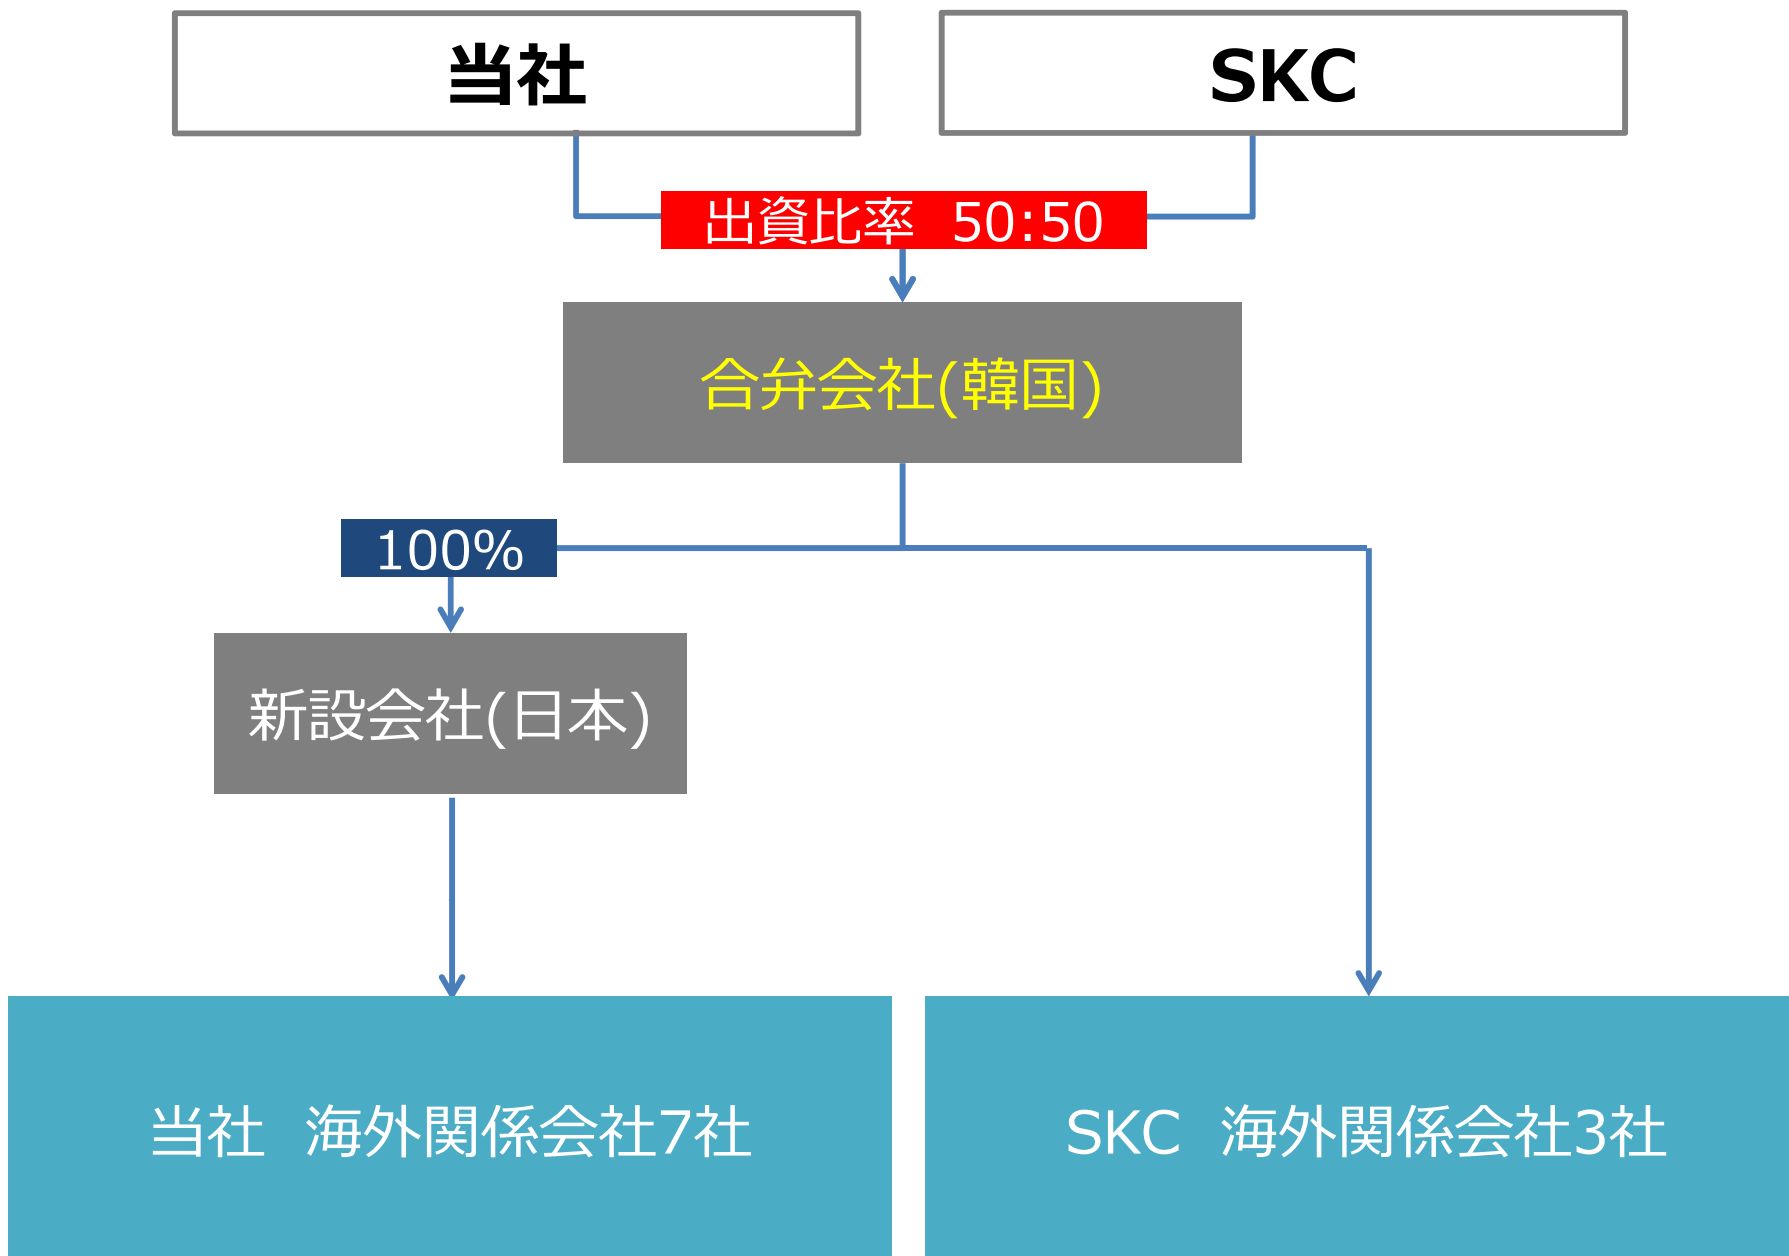 当社
SKC
出資比率　50:50
合弁会社(韓国)
100%
新設会社(日本)
当社　海外関係会社7社
SKC　海外関係会社3社